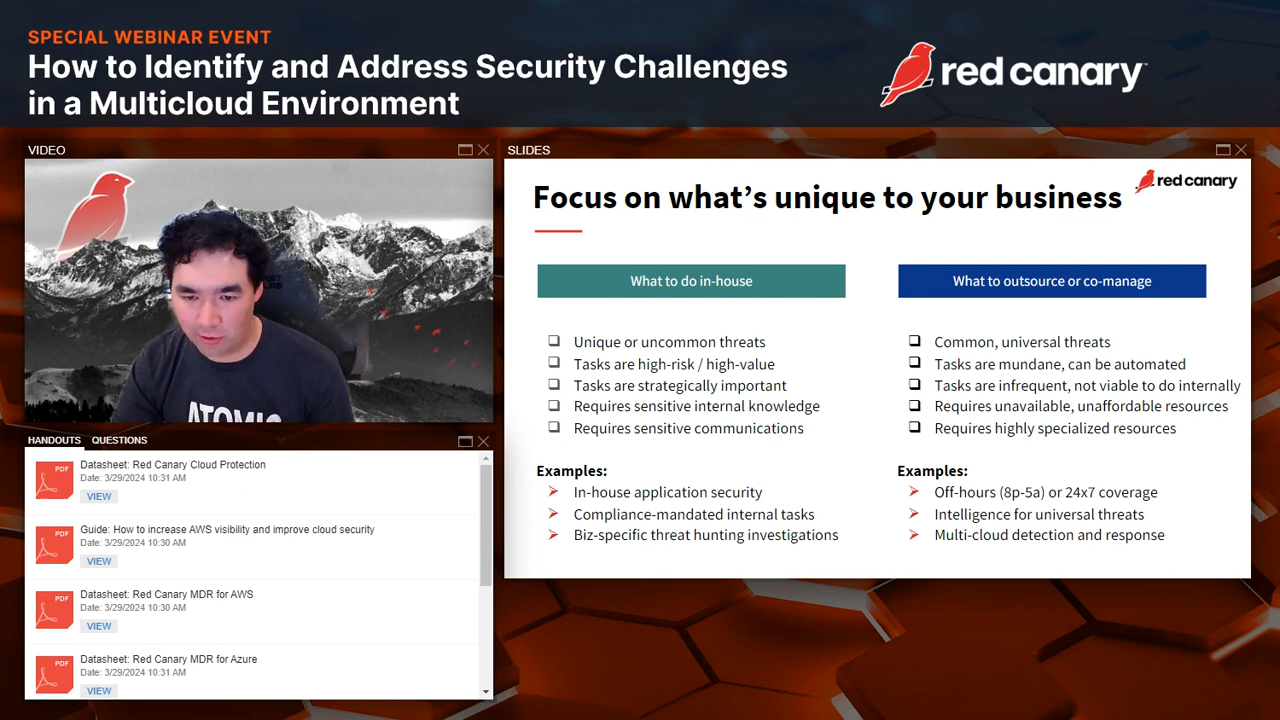 SPECIAL WEBINAR EVENT
How to Identify and Address Security Challenges
in a Multicloud Environment
red canary
VIDEO
ATOMIC
HANDOUTS QUESTIONS
PDF
Datasheet: Red Canary Cloud Protection
Date: 3/29/2024 10:31 AM
VIEW
PDF
Guide: How to increase AWS visibility and improve cloud security
Date: 3/29/2024 10:30 AM
VIEW
PDF
Datasheet: Red Canary MDR for AWS
Date: 3/29/2024 10:30 AM
VIEW
PDF
Datasheet: Red Canary MDR for Azure
Date: 3/29/2024 10:31 AM
VIEW
SLIDES
red canary
Focus on what's unique to your business
What to do in-house
Unique or uncommon threats
Tasks are high-risk / high-value
Tasks are strategically important
Requires sensitive internal knowledge
Requires sensitive communications
Examples:
In-house application security
Compliance-mandated internal tasks
Biz-specific threat hunting investigations
What to outsource or co-manage
Common, universal threats
Tasks are mundane, can be automated
Tasks are infrequent, not viable to do internally
Requires unavailable, unaffordable resources
Requires highly specialized resources
Examples:
Off-hours (8p-5a) or 24x7 coverage
Intelligence for universal threats
Multi-cloud detection and response